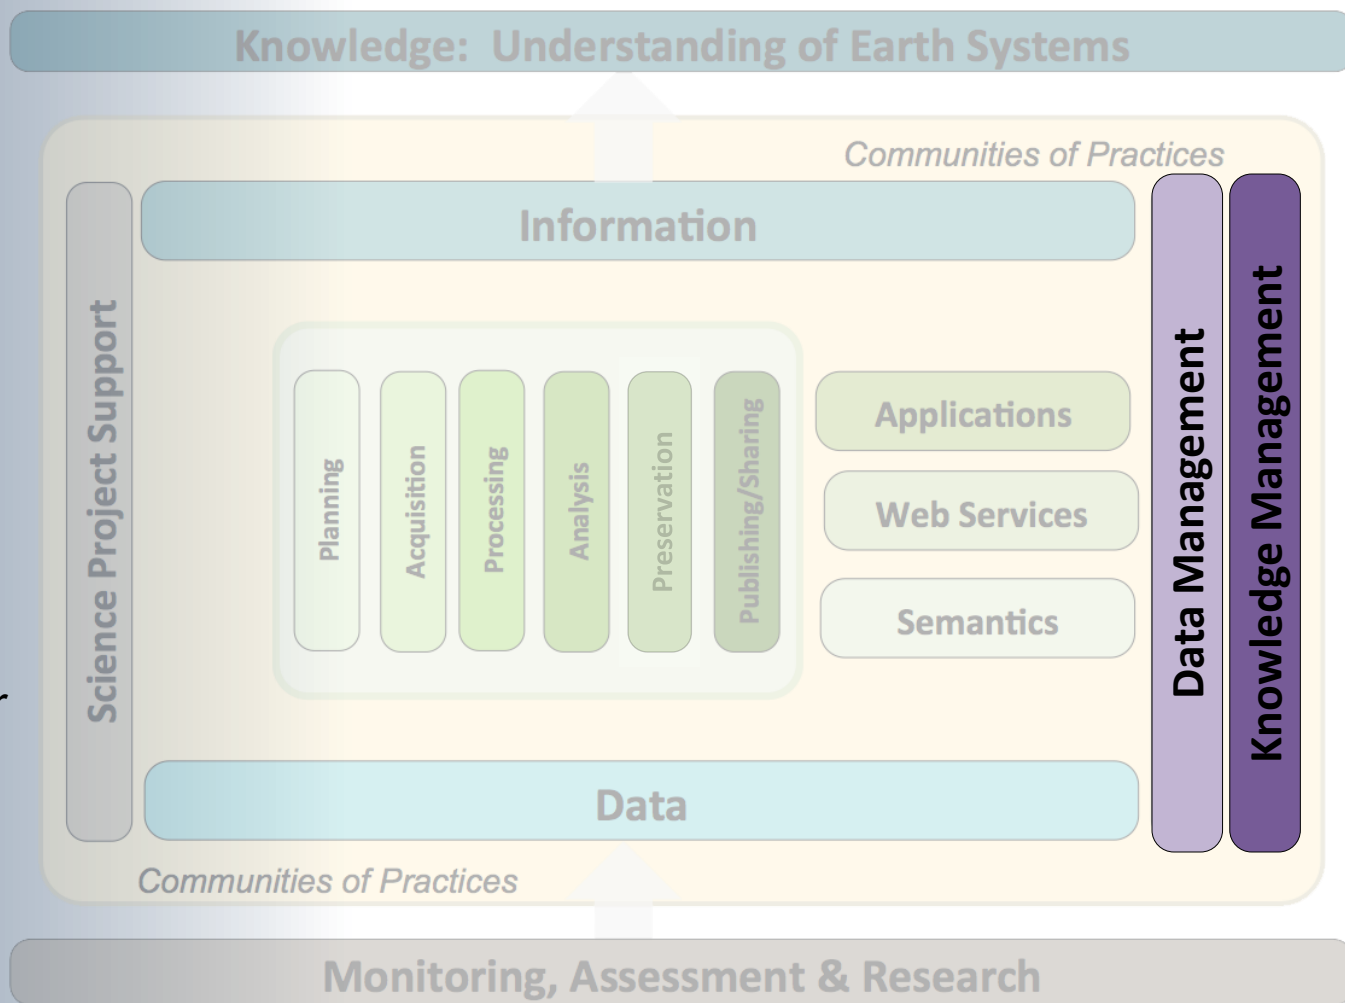 Knowledge:  Understanding of Earth Systems
Communities of Practices
Information
Science Project Support
Planning
Acquisition
Processing
Analysis
Preservation
Publishing/Sharing
Applications
Web Services
Semantics
Data Management
Knowledge Management
Data
Communities of Practices
Monitoring, Assessment & Research